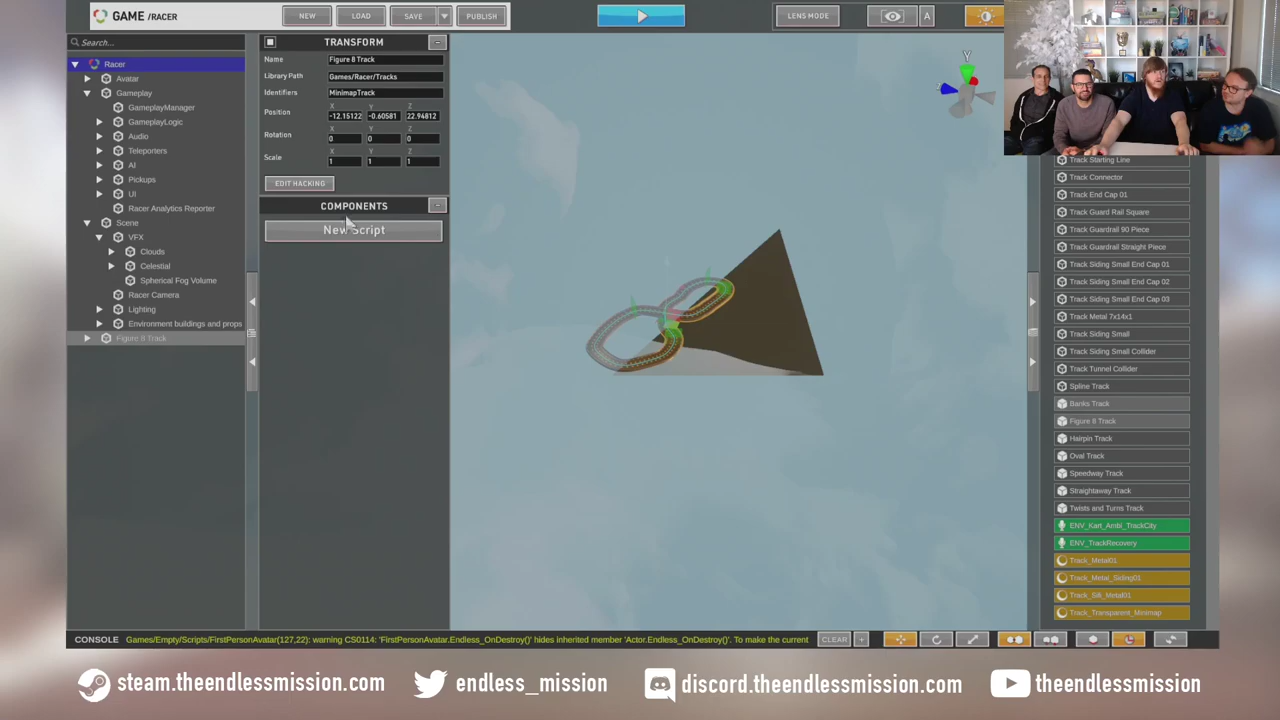 GAME /RACER
NEW
LOAD
SAVE
PUBLISH
LENS MODE
A
Search...
Racer
Avatar
Gameplay
GameplayManager
GameplayLogic
Audio
Teleporters
AI
Pickups
UI
Racer Analytics Reporter
Scene
VFX
Clouds
Celestial
Spherical Fog Volume
Racer Camera
Lighting
Environment buildings and props
Figure 8 Track
TRANSFORM
Name Figure 8 Track
Library Path Games/Racer/Tracks
Identifiers MinimapTrack
X Y Z
Position -12.15122 -0.60581 22.94812
X Y Z
Rotation 0 0 0
X Y Z
Scale 1 1 1
EDIT HACKING
COMPONENTS
New Script
Y
Track Starting Line
Track Connector
Track End Cap 01
Track Guard Rail Square
Track Guardrail 90 Piece
Track Guardrail Straight Piece
Track Siding Small End Cap 01
Track Siding Small End Cap 02
Track Siding Small End Cap 03
Track Metal 7x14x1
Track Siding Small
Track Siding Small Collider
Track Tunnel Collider
Spline Track
Banks Track
Figure 8 Track
Hairpin Track
Oval Track
Speedway Track
Straightaway Track
Twists and Turns Track
ENV_Kart_Ambi_TrackCity
ENV_TrackRecovery
Track_Metal01
Track_Metal_Siding01
Track_Sifi_Metal01
Track_Transparent_Minimap
CONSOLE Games/Empty/Scripts/FirstPersonAvatar(127,22): warning CS0114: 'FirstPersonAvatar.Endless_OnDestroy()' hides inherited member 'Actor.Endless_OnDestroy()'. To make the current
CLEAR +
steam.theendlessmission.com
endless_mission
discord.theendlessmission.com
theendlessmission